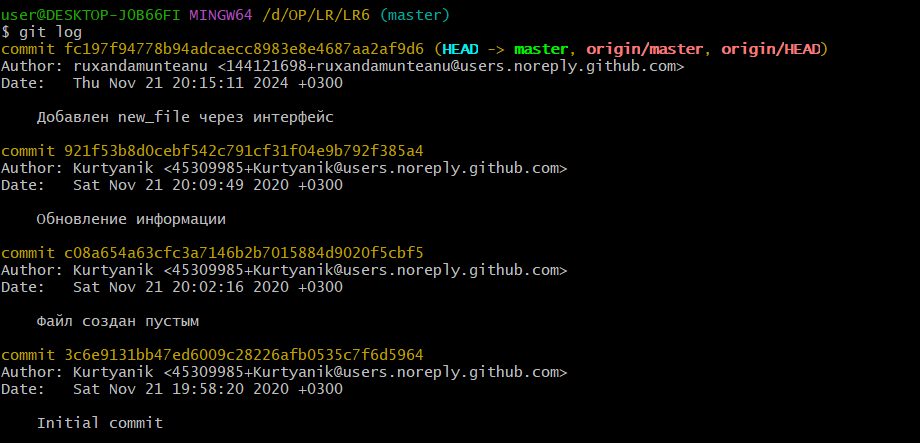 user@DESKTOP-JOB66FI MINGW64 /d/OP/LR/LR6 (master)
$ git log
commit fc197f94778b94adcaecc8983e8e4687aa2af9d6 (HEAD -> master, origin/master, origin/HEAD)
Author: ruxandamunteanu <144121698+ruxandamunteanu@users.noreply.github.com>
Date:   Thu Nov 21 20:15:11 2024 +0300

    Добавлен new_file через интерфейс

commit 921f53b8d0cebf542c791cf31f04e9b792f385a4
Author: Kurtyanik <45309985+Kurtyanik@users.noreply.github.com>
Date:   Sat Nov 21 20:09:49 2020 +0300

    Обновление информации

commit c08a654a63cfc3a7146b2b7015884d9020f5cbf5
Author: Kurtyanik <45309985+Kurtyanik@users.noreply.github.com>
Date:   Sat Nov 21 20:02:16 2020 +0300

    Файл создан пустым

commit 3c6e9131bb47ed6009c28226afb0535c7f6d5964
Author: Kurtyanik <45309985+Kurtyanik@users.noreply.github.com>
Date:   Sat Nov 21 19:58:20 2020 +0300

    Initial commit